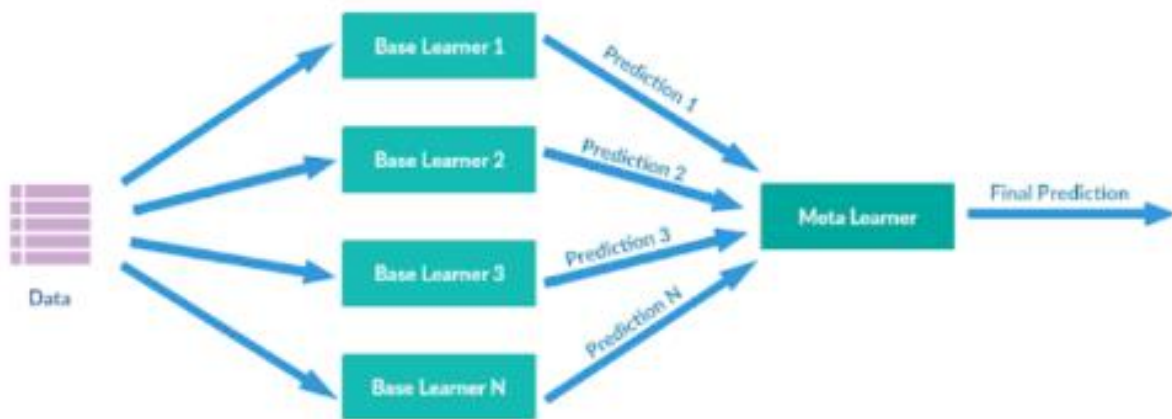 Base Learner 1
Prediction 1
Base Learner 2
Prediction 2
Data
Meta Learner
Final Prediction
Base Learner 3
Prediction 3
Base Learner N
Prediction N